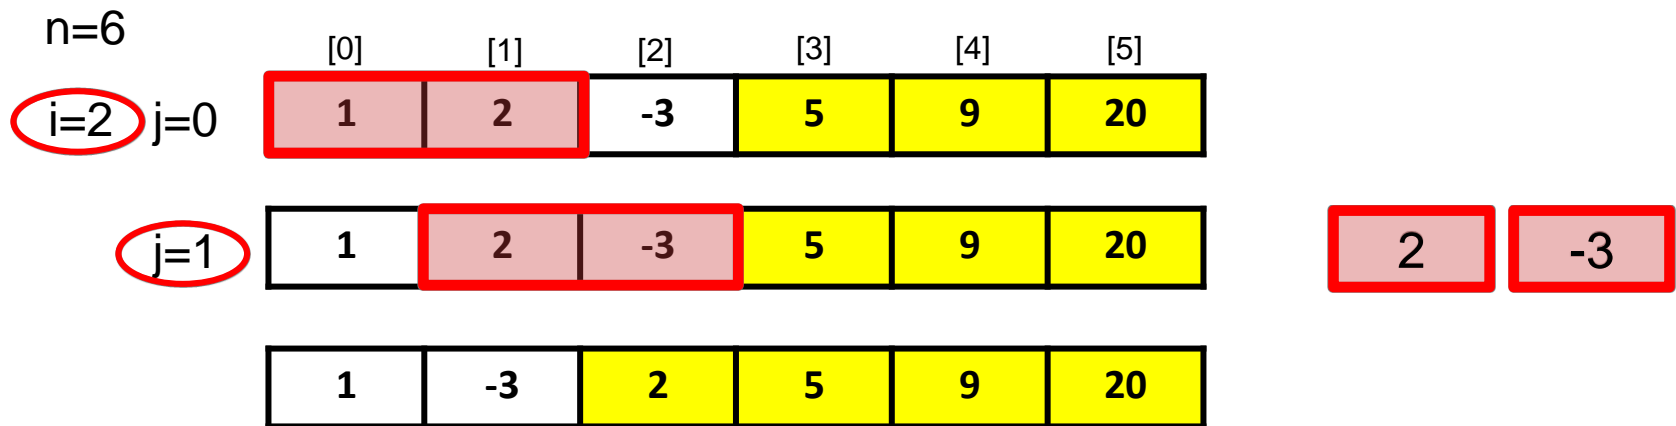 n=6
[0] [1] [2] [3] [4] [5]
i=2 j=0 1 2 -3 5 9 20
j=1 1 2 -3 5 9 20 2 -3
1 -3 2 5 9 20